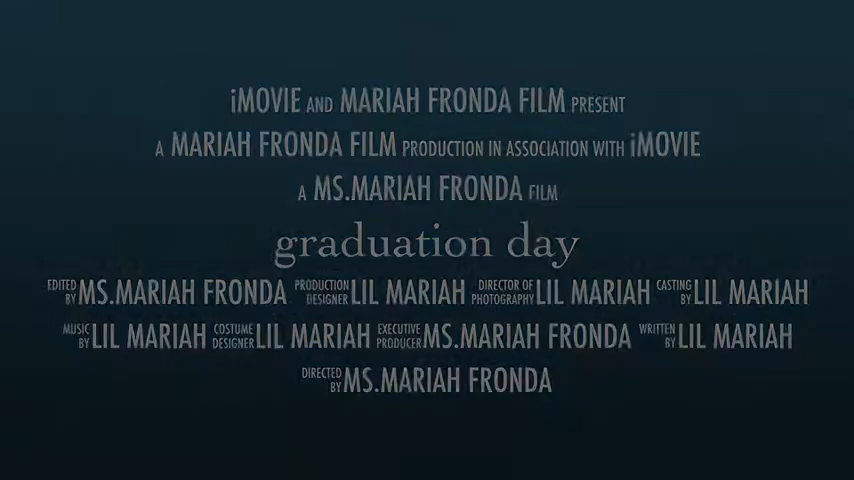 iMOVIE AND MARIAH FRONDA FILM PRESENT
A MARIAH FRONDA FILM PRODUCTION IN ASSOCIATION WITH iMOVIE
A MS.MARIAH FRONDA FILM
graduation day
EDITED BY MS.MARIAH FRONDA PRODUCTION DESIGNER LIL MARIAH DIRECTOR OF PHOTOGRAPHY LIL MARIAH CASTING BY LIL MARIAH
MUSIC BY LIL MARIAH COSTUME DESIGNER LIL MARIAH EXECUTIVE PRODUCER MS.MARIAH FRONDA WRITTEN BY LIL MARIAH
DIRECTED BY MS.MARIAH FRONDA